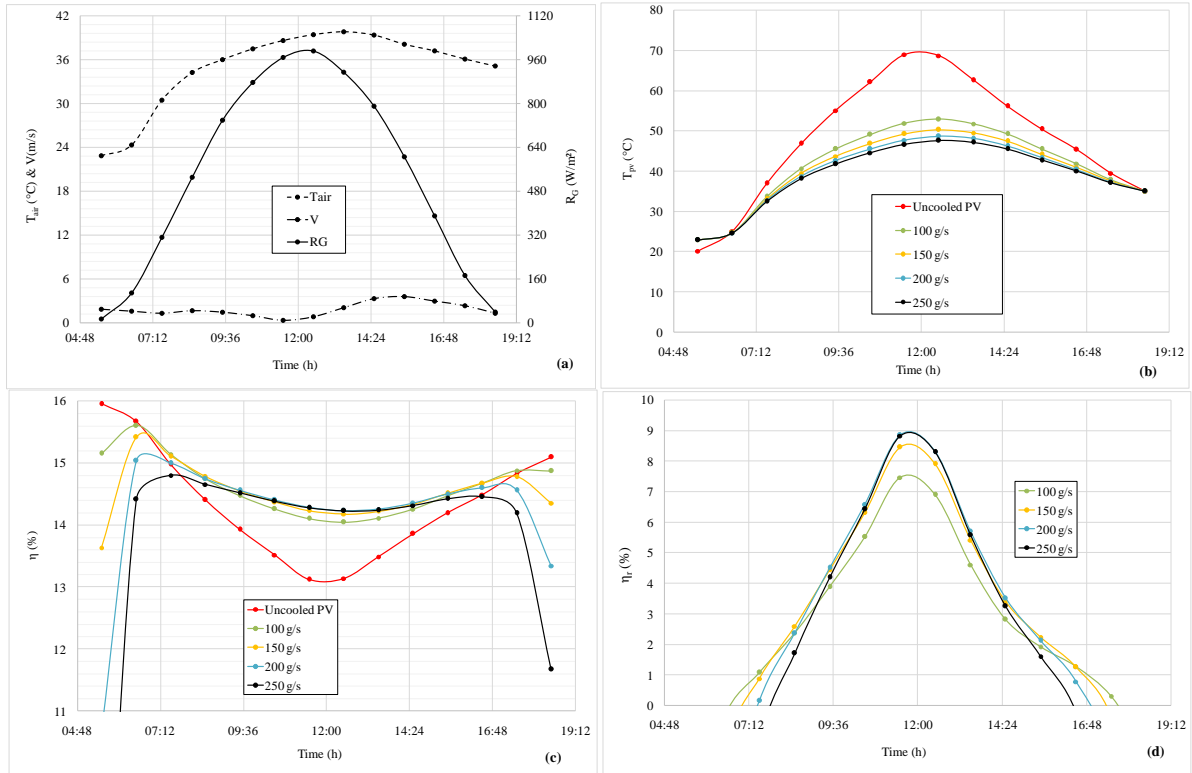 42
36
30
24
18
12
6
0
T_air (°C) & V(m/s)
1120
960
800
640
480
320
160
0
R_G (W/m²)
Tair
V
RG
04:48 07:12 09:36 12:00 14:24 16:48 19:12
Time (h)
(a)
80
70
60
50
40
30
20
10
0
T_pv (°C)
Uncooled PV
100 g/s
150 g/s
200 g/s
250 g/s
04:48 07:12 09:36 12:00 14:24 16:48 19:12
Time (h)
(b)
16
15
14
13
12
11
η (%)
Uncooled PV
100 g/s
150 g/s
200 g/s
250 g/s
04:48 07:12 09:36 12:00 14:24 16:48 19:12
Time (h)
(c)
10
9
8
7
6
5
4
3
2
1
0
η_r (%)
100 g/s
150 g/s
200 g/s
250 g/s
04:48 07:12 09:36 12:00 14:24 16:48 19:12
Time (h)
(d)